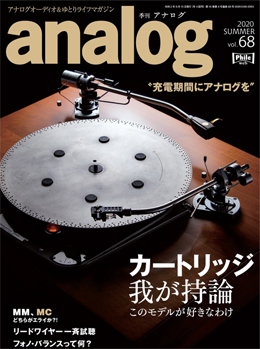 アナログオーディオ&ゆとりライフマガジン
季刊 アナログ
analog
2020
SUMMER
vol.68
Phile
"充電期間にアナログを"
カートリッジ
我が持論
このモデルが好きなわけ
MM、MC
どちらがエライか?!
リードワイヤー一斉試聴
フォノ・バランスって何?